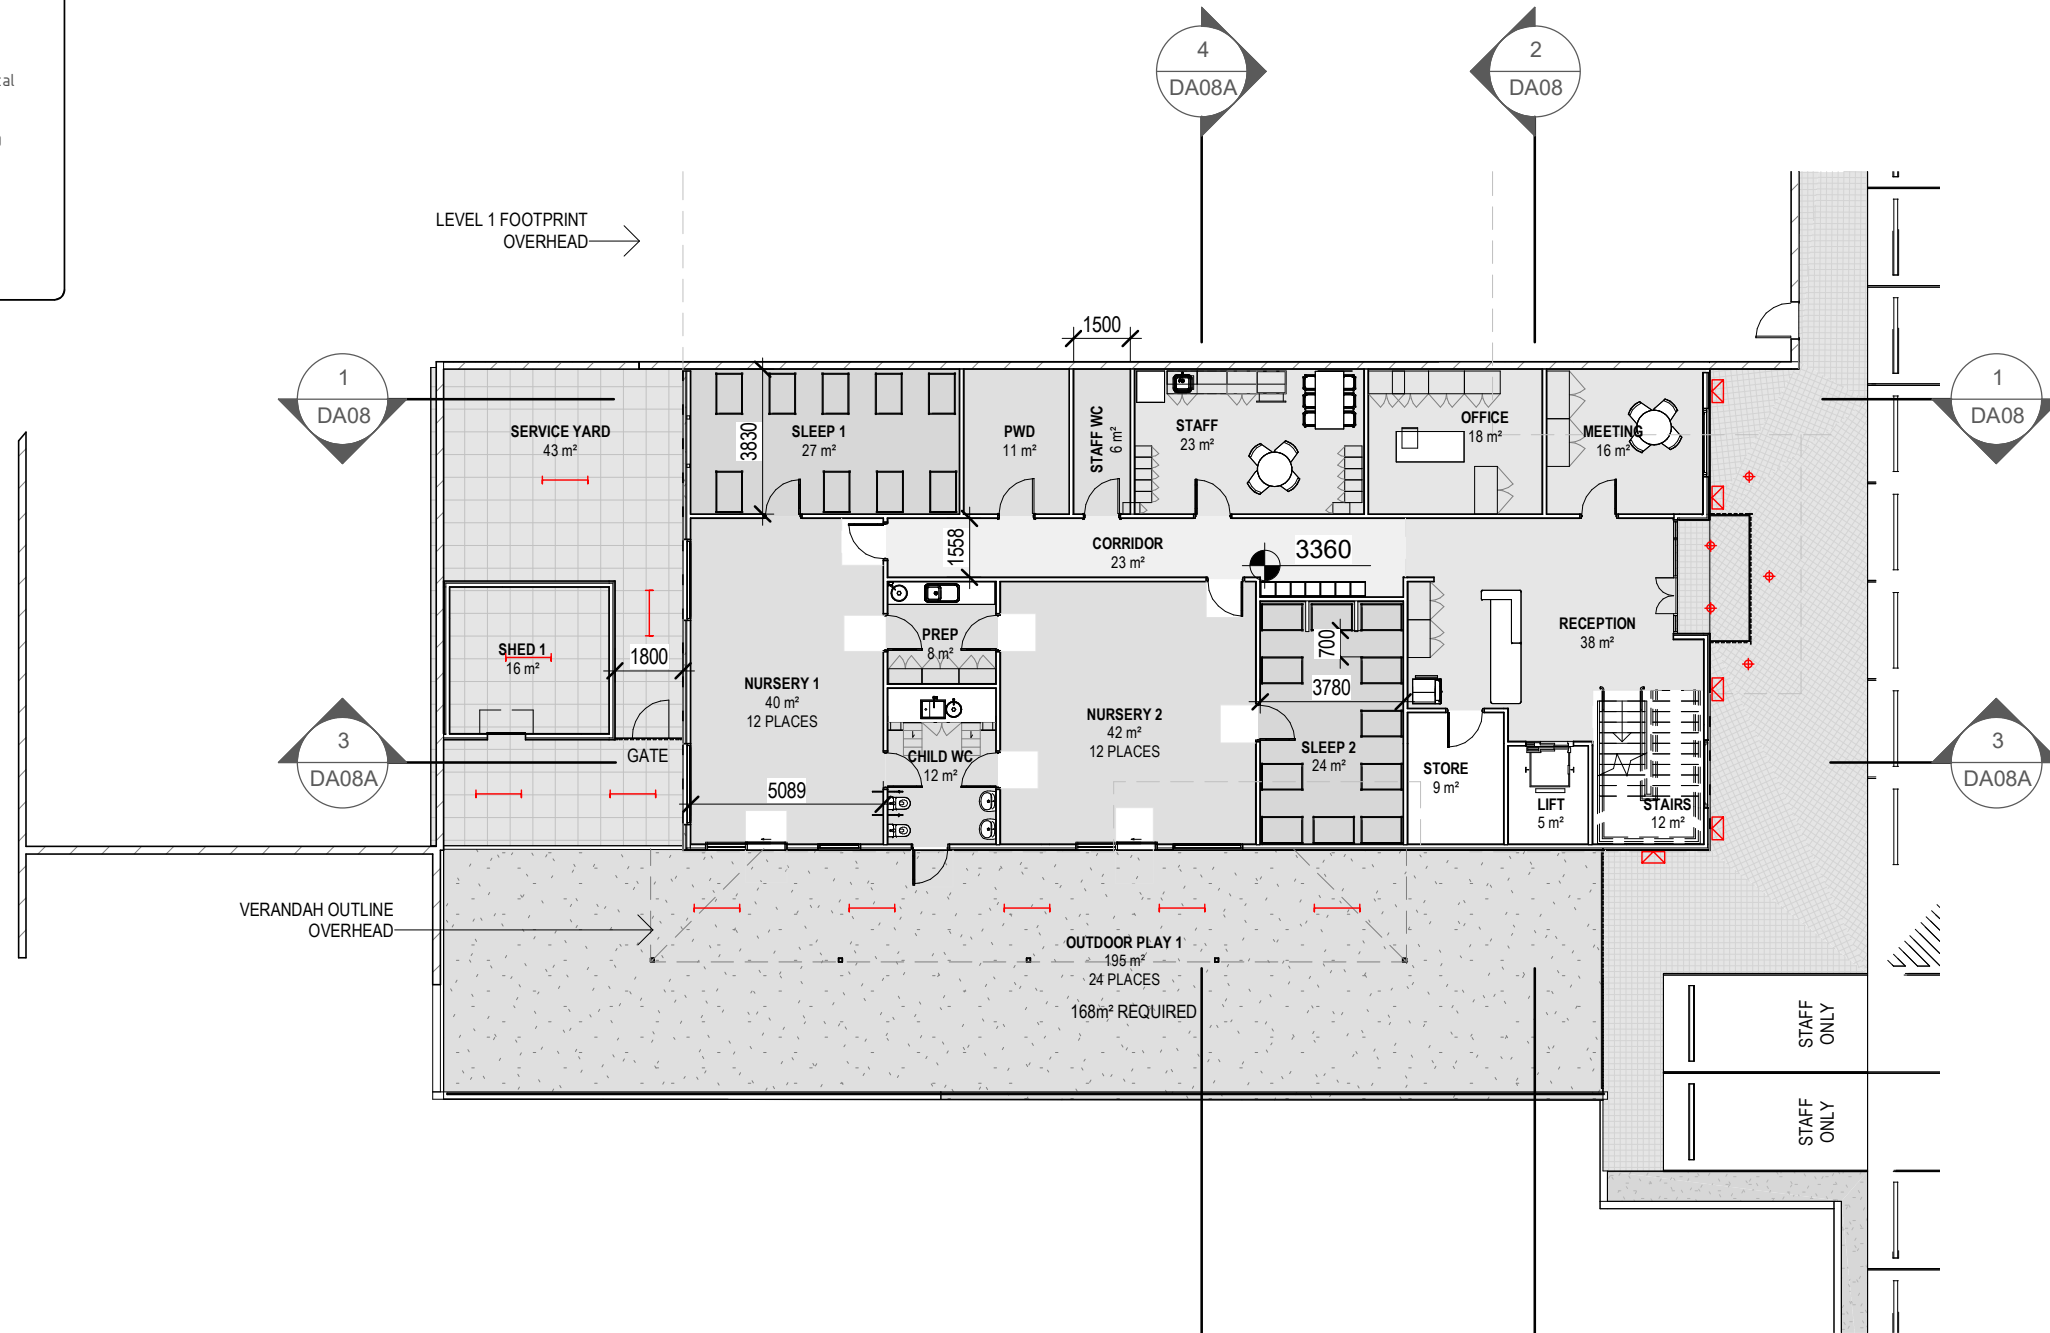 4
DA08A
2
DA08
LEVEL 1 FOOTPRINT
OVERHEAD
1500
1
DA08
1
DA08
SERVICE YARD
43 m²
3830
SLEEP 1
27 m²
PWD
11 m²
STAFF WC
6 m²
STAFF
23 m²
OFFICE
18 m²
MEETING
16 m²
1558
CORRIDOR
23 m²
3360
SHED 1
16 m²
1800
PREP
8 m²
700
RECEPTION
38 m²
NURSERY 1
40 m²
12 PLACES
3780
NURSERY 2
42 m²
12 PLACES
3
DA08A
GATE
CHILD WC
12 m²
SLEEP 2
24 m²
STORE
9 m²
3
DA08A
5089
LIFT
5 m²
STAIRS
12 m²
VERANDAH OUTLINE
OVERHEAD
OUTDOOR PLAY 1
195 m²
24 PLACES
168m² REQUIRED
STAFF
ONLY
STAFF
ONLY